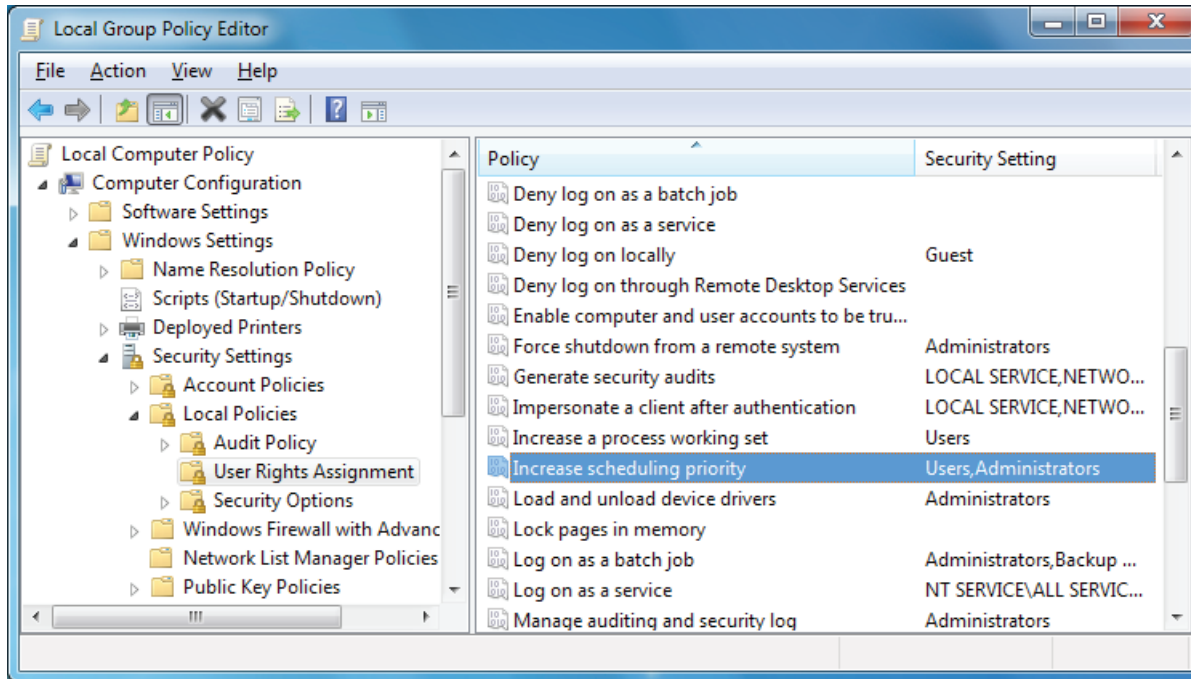 Local Group Policy Editor
File Action View Help
Local Computer Policy
Computer Configuration
Software Settings
Windows Settings
Name Resolution Policy
Scripts (Startup/Shutdown)
Deployed Printers
Security Settings
Account Policies
Local Policies
Audit Policy
User Rights Assignment
Security Options
Windows Firewall with Advanc
Network List Manager Policies
Public Key Policies
Policy Security Setting
Deny log on as a batch job
Deny log on as a service
Deny log on locally Guest
Deny log on through Remote Desktop Services
Enable computer and user accounts to be tru...
Force shutdown from a remote system Administrators
Generate security audits LOCAL SERVICE,NETWO...
Impersonate a client after authentication LOCAL SERVICE,NETWO...
Increase a process working set Users
Increase scheduling priority Users,Administrators
Load and unload device drivers Administrators
Lock pages in memory
Log on as a batch job Administrators,Backup ...
Log on as a service NT SERVICE\ALL SERVIC...
Manage auditing and security log Administrators